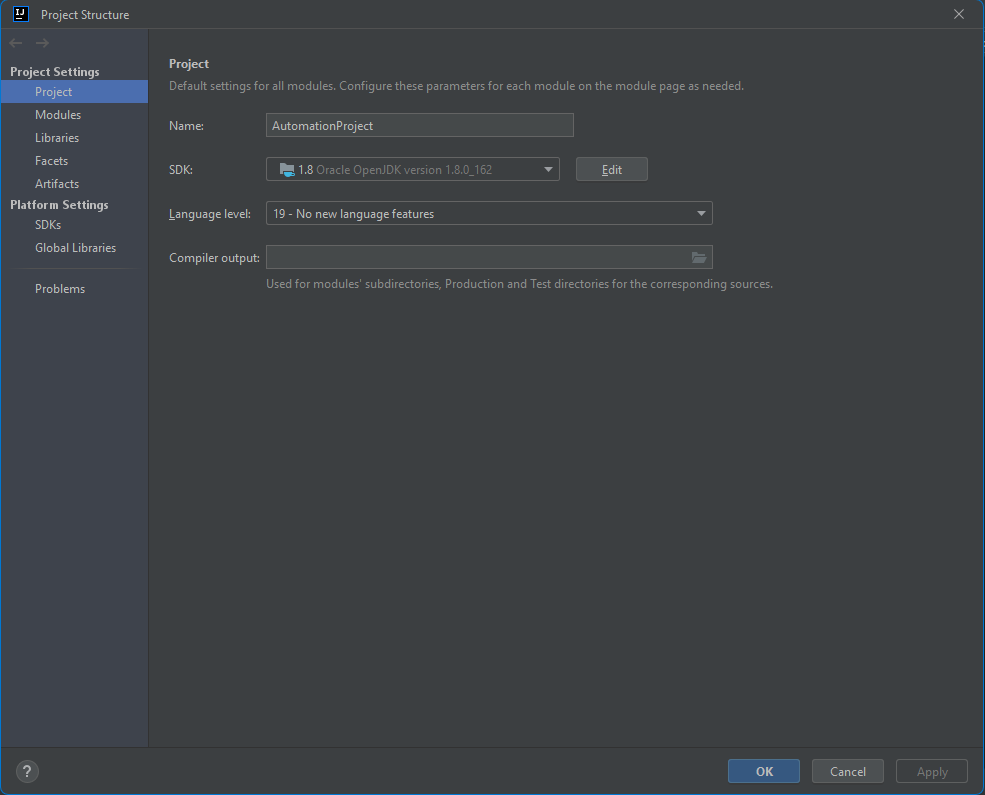 IJ
Project Structure
Project Settings
Project
Modules
Libraries
Facets
Artifacts
Platform Settings
SDKs
Global Libraries
Problems
Project
Default settings for all modules. Configure these parameters for each module on the module page as needed.
Name: AutomationProject
SDK: 1.8 Oracle OpenJDK version 1.8.0_162 Edit
Language level: 19 - No new language features
Compiler output:
Used for modules' subdirectories, Production and Test directories for the corresponding sources.
? OK Cancel Apply